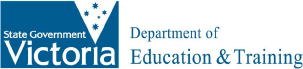 State Government
Victoria
Department of
Education & Training